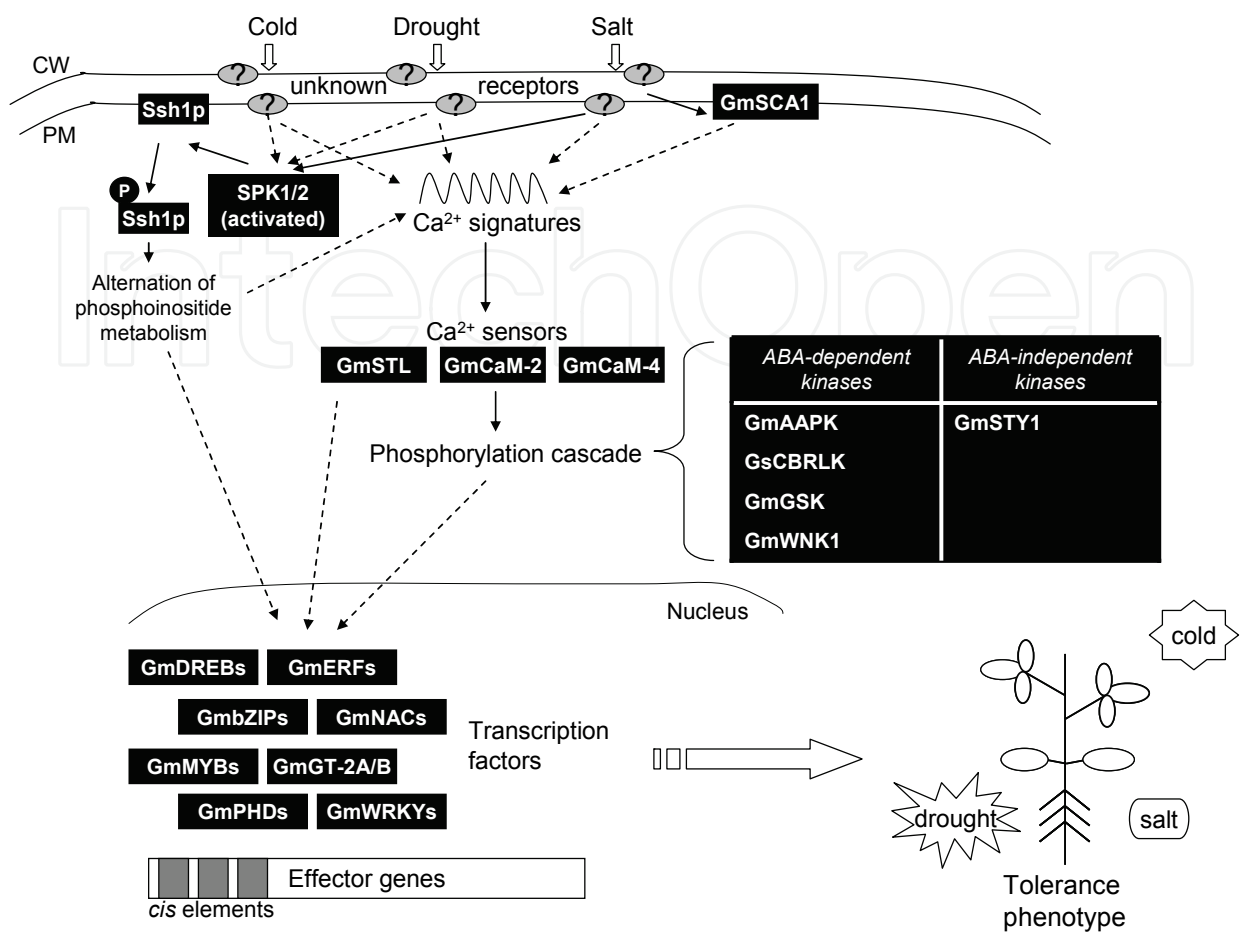 Cold
Drought
Salt
CW
?
?
?
unknown
receptors
Ssh1p
?
?
?
GmSCA1
PM
P
Ssh1p
SPK1/2
(activated)
Ca²⁺ signatures
IntechOpen
Alternation of
phosphoinositide
metabolism
Ca²⁺ sensors
GmSTL
GmCaM-2
GmCaM-4
Phosphorylation cascade
ABA-dependent
kinases
ABA-independent
kinases
GmAAPK
GmSTY1
GsCBRLK
GmGSK
GmWNK1
Nucleus
GmDREBs
GmERFs
GmbZIPs
GmNACs
GmMYBs
GmGT-2A/B
GmPHDs
GmWRKYs
Transcription
factors
Effector genes
cis elements
cold
drought
salt
Tolerance
phenotype